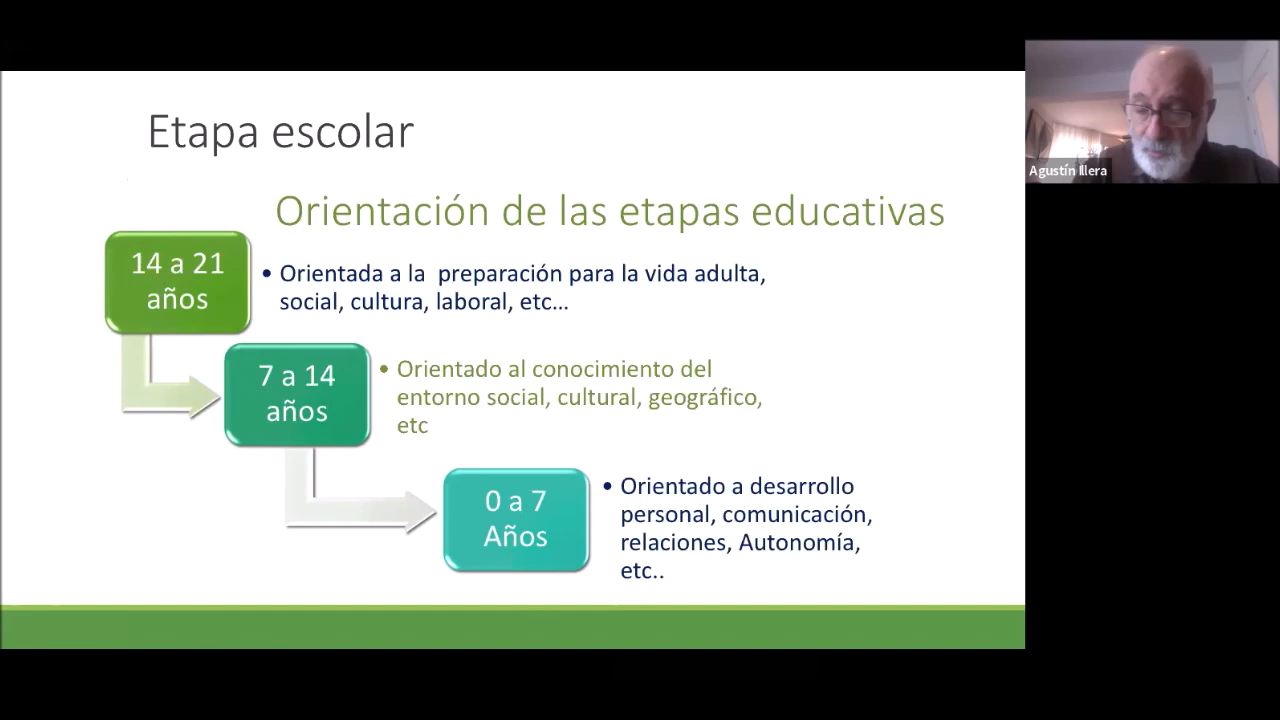 Etapa escolar
Orientación de las etapas educativas
14 a 21
años
• Orientada a la preparación para la vida adulta,
social, cultura, laboral, etc...
7 a 14
años
• Orientado al conocimiento del
entorno social, cultural, geográfico,
etc
0 a 7
Años
• Orientado a desarrollo
personal, comunicación,
relaciones, Autonomía,
etc..
Agustín Illera